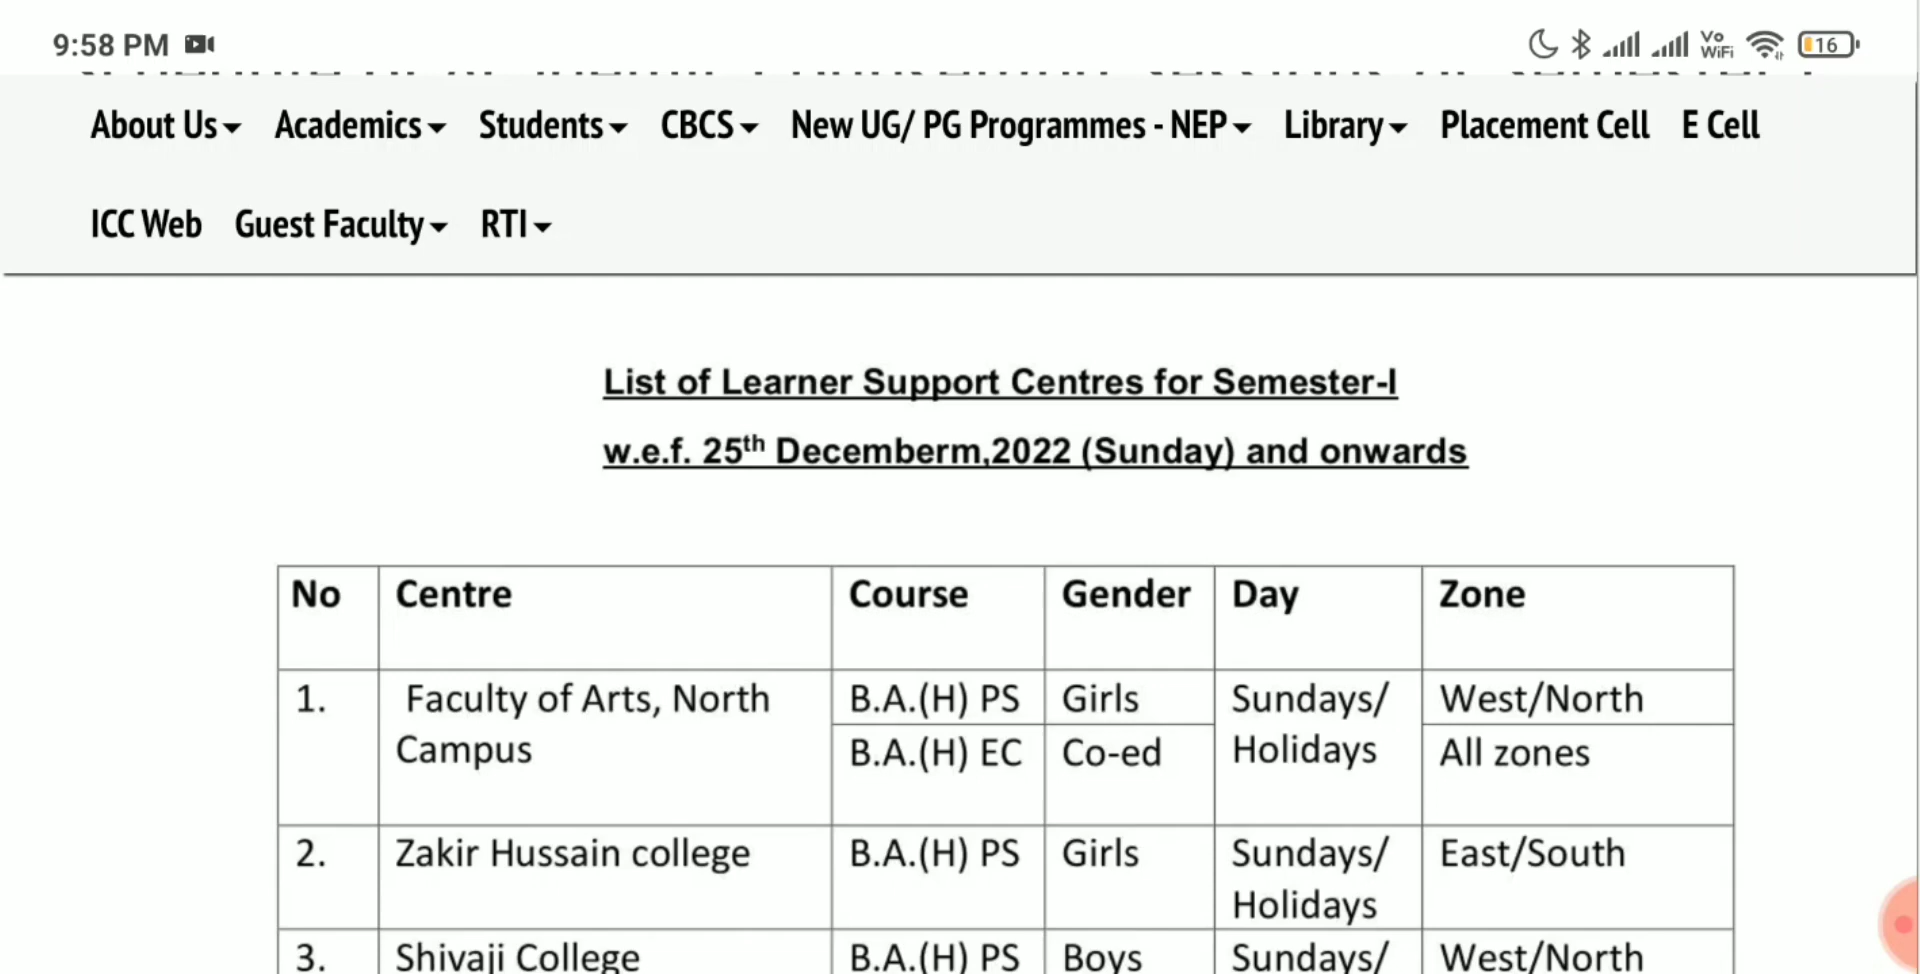 9:58 PM
Vo WiFi 16
About Us Academics Students CBCS New UG/ PG Programmes - NEP Library Placement Cell E Cell
ICC Web Guest Faculty RTI
List of Learner Support Centres for Semester-I
w.e.f. 25th Decemberm,2022 (Sunday) and onwards
No Centre Course Gender Day Zone
1. Faculty of Arts, North B.A.(H) PS Girls Sundays/ West/North
Campus B.A.(H) EC Co-ed Holidays All zones
2. Zakir Hussain college B.A.(H) PS Girls Sundays/ East/South
Holidays
3. Shivaji College B.A.(H) PS Boys Sundays/ West/North